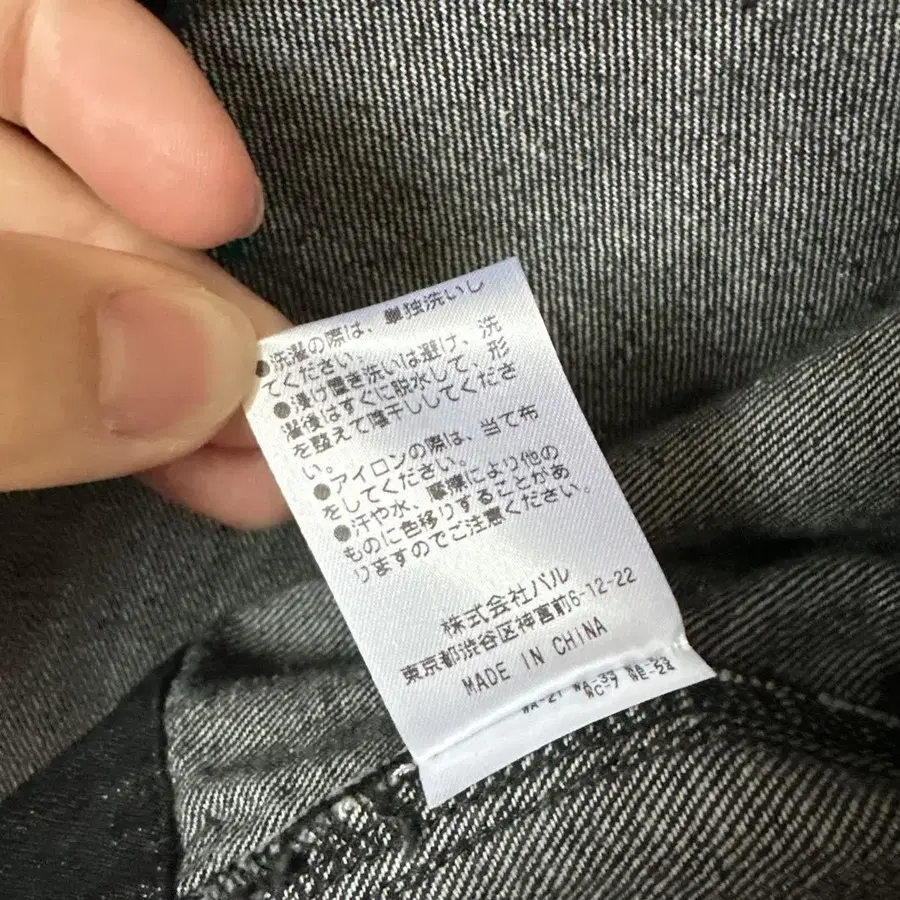 ●洗濯の際は、単独洗いし
てください。
●漬け置き洗いは避け、洗
濯後はすぐに脱水して、形
を整えて陰干ししてくださ
い。
●アイロンの際は、当て布
をしてください。
●汗や水、摩擦により他の
ものに色移りすることがあ
りますのでご注意ください。
株式会社パル
東京都渋谷区神宮前6-12-22
MADE IN CHINA
WC-7